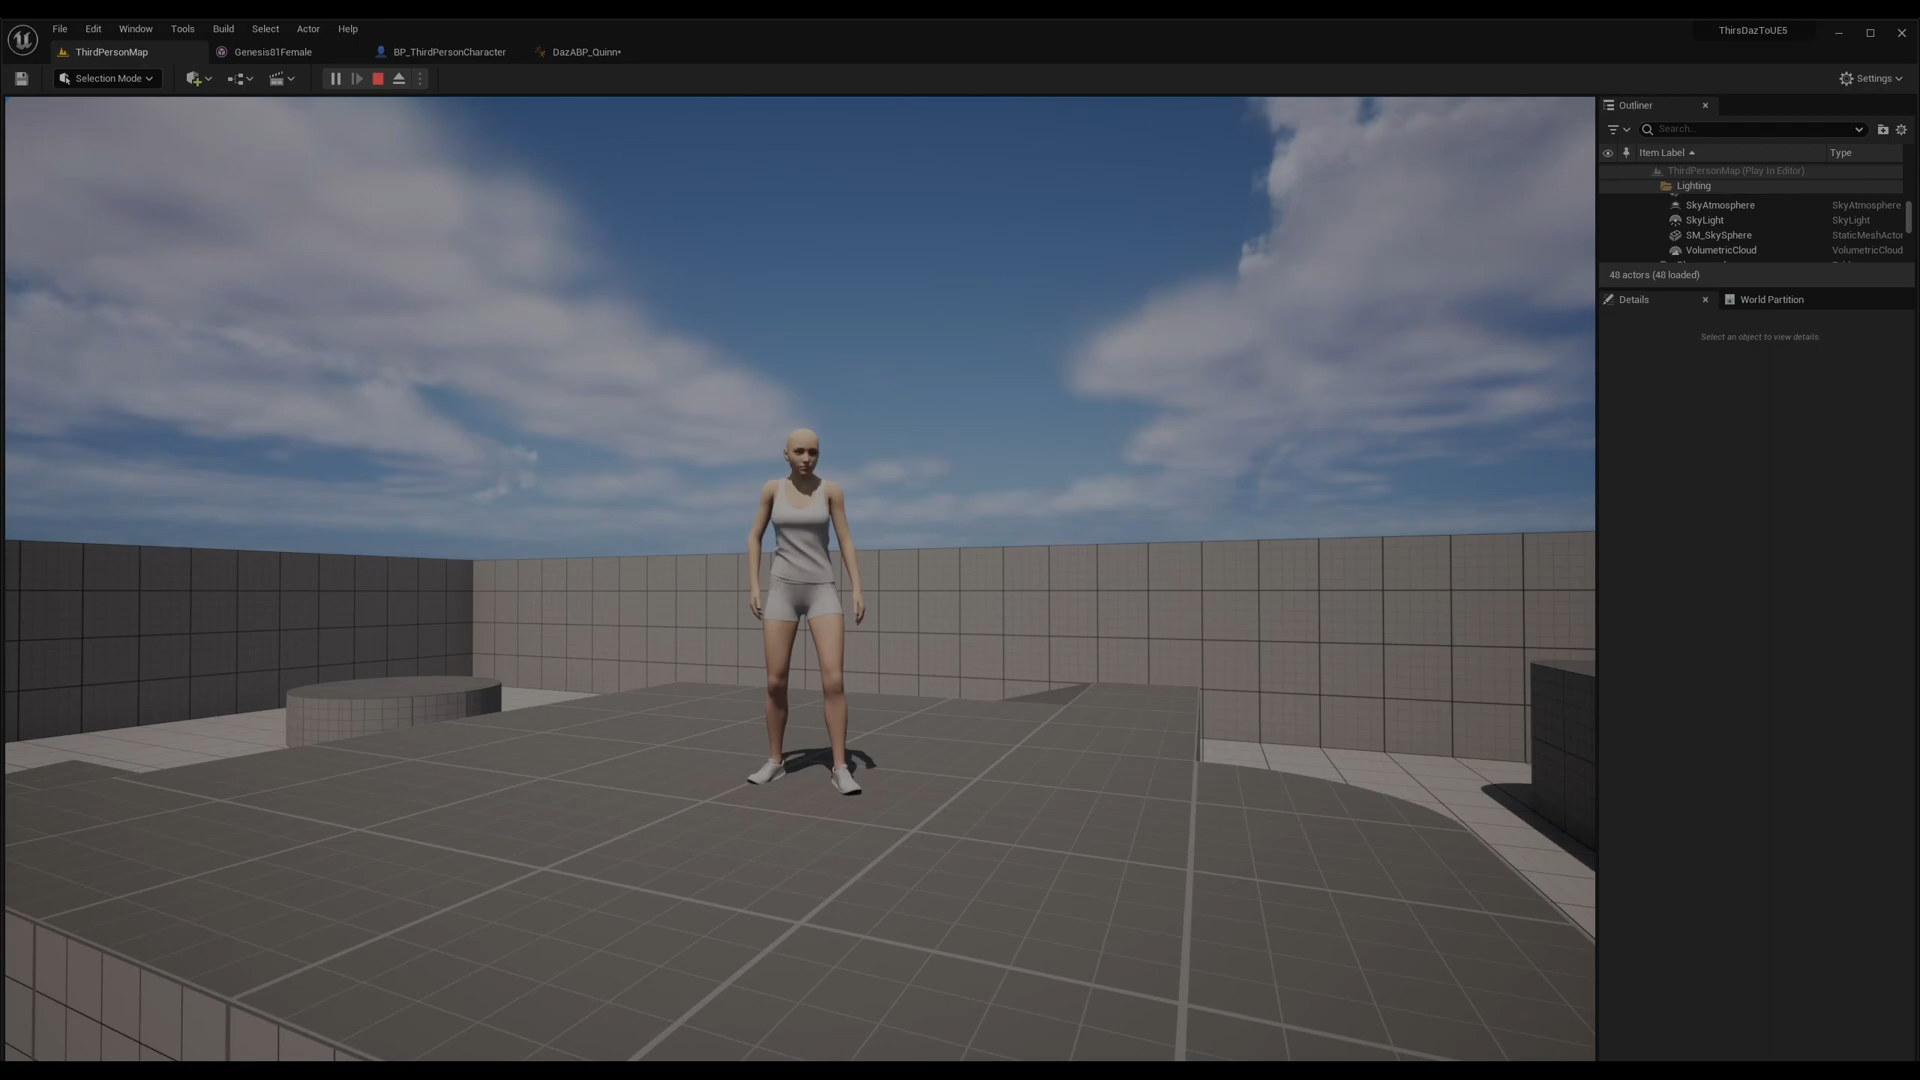 File Edit Window Tools Build Select Actor Help
ThirsDazToUE5
ThirdPersonMap Genesis81Female BP_ThirdPersonCharacter DazABP_Quinn*
Selection Mode
Settings
Outliner
Search...
Item Label Type
ThirdPersonMap (Play In Editor)
Lighting
SkyAtmosphere SkyAtmosphere
SkyLight SkyLight
SM_SkySphere StaticMeshActo
VolumetricCloud VolumetricCloud
48 actors (48 loaded)
Details World Partition
Select an object to view details.